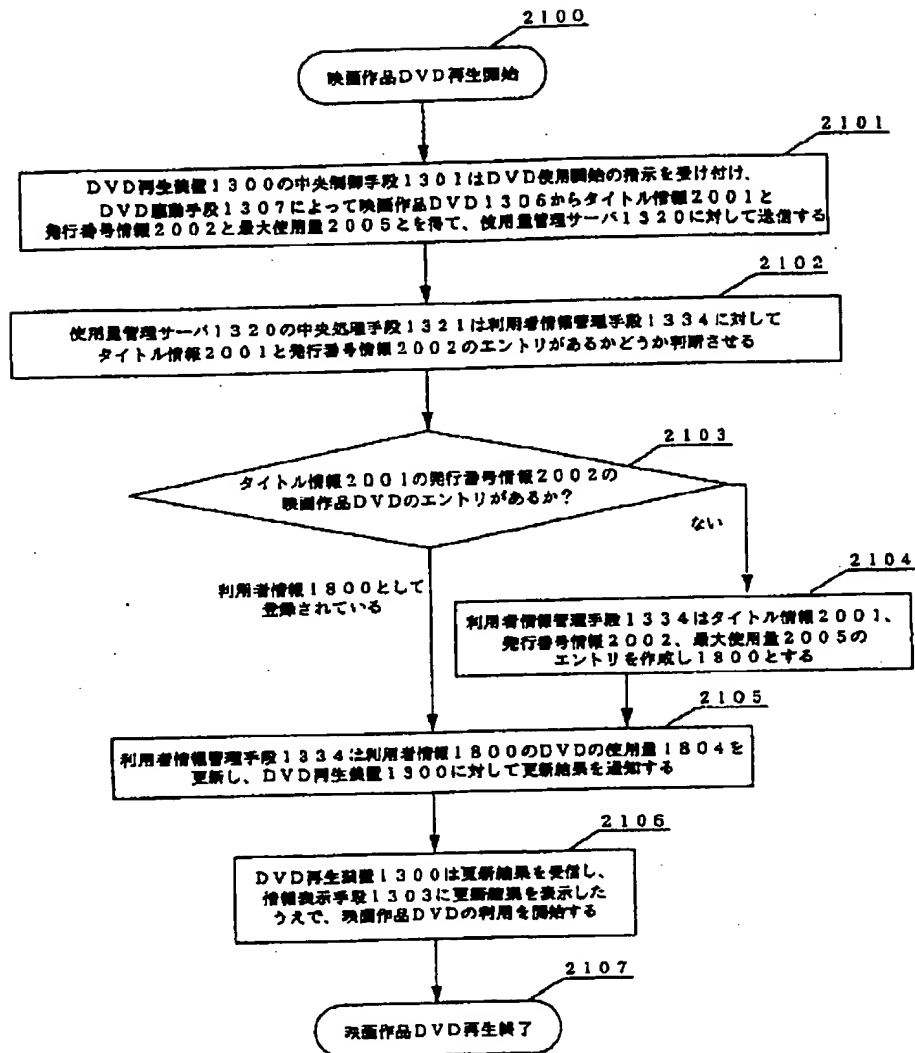 2100
映画作品DVD再生開始
2101
DVD再生装置1300の中央制御手段1301はDVD使用開始の指示を受け付け、
DVD駆動手段1307によって映画作品DVD1306からタイトル情報2001と
発行番号情報2002と最大使用量2005とを得て、使用量管理サーバ1320に対して送信する
2102
使用量管理サーバ1320の中央処理手段1321は利用者情報管理手段1334に対して
タイトル情報2001と発行番号情報2002のエントリがあるかどうか判断させる
2103
タイトル情報2001の発行番号情報2002の
映画作品DVDのエントリがあるか?
ない
利用者情報1800として
登録されている
2104
利用者情報管理手段1334はタイトル情報2001、
発行番号情報2002、最大使用量2005の
エントリを作成し1800とする
2105
利用者情報管理手段1334は利用者情報1800のDVDの使用量1804を
更新し、DVD再生装置1300に対して更新結果を通知する
2106
DVD再生装置1300は更新結果を受信し、
情報表示手段1303に更新結果を表示した
うえで、映画作品DVDの利用を開始する
2107
映画作品DVD再生終了